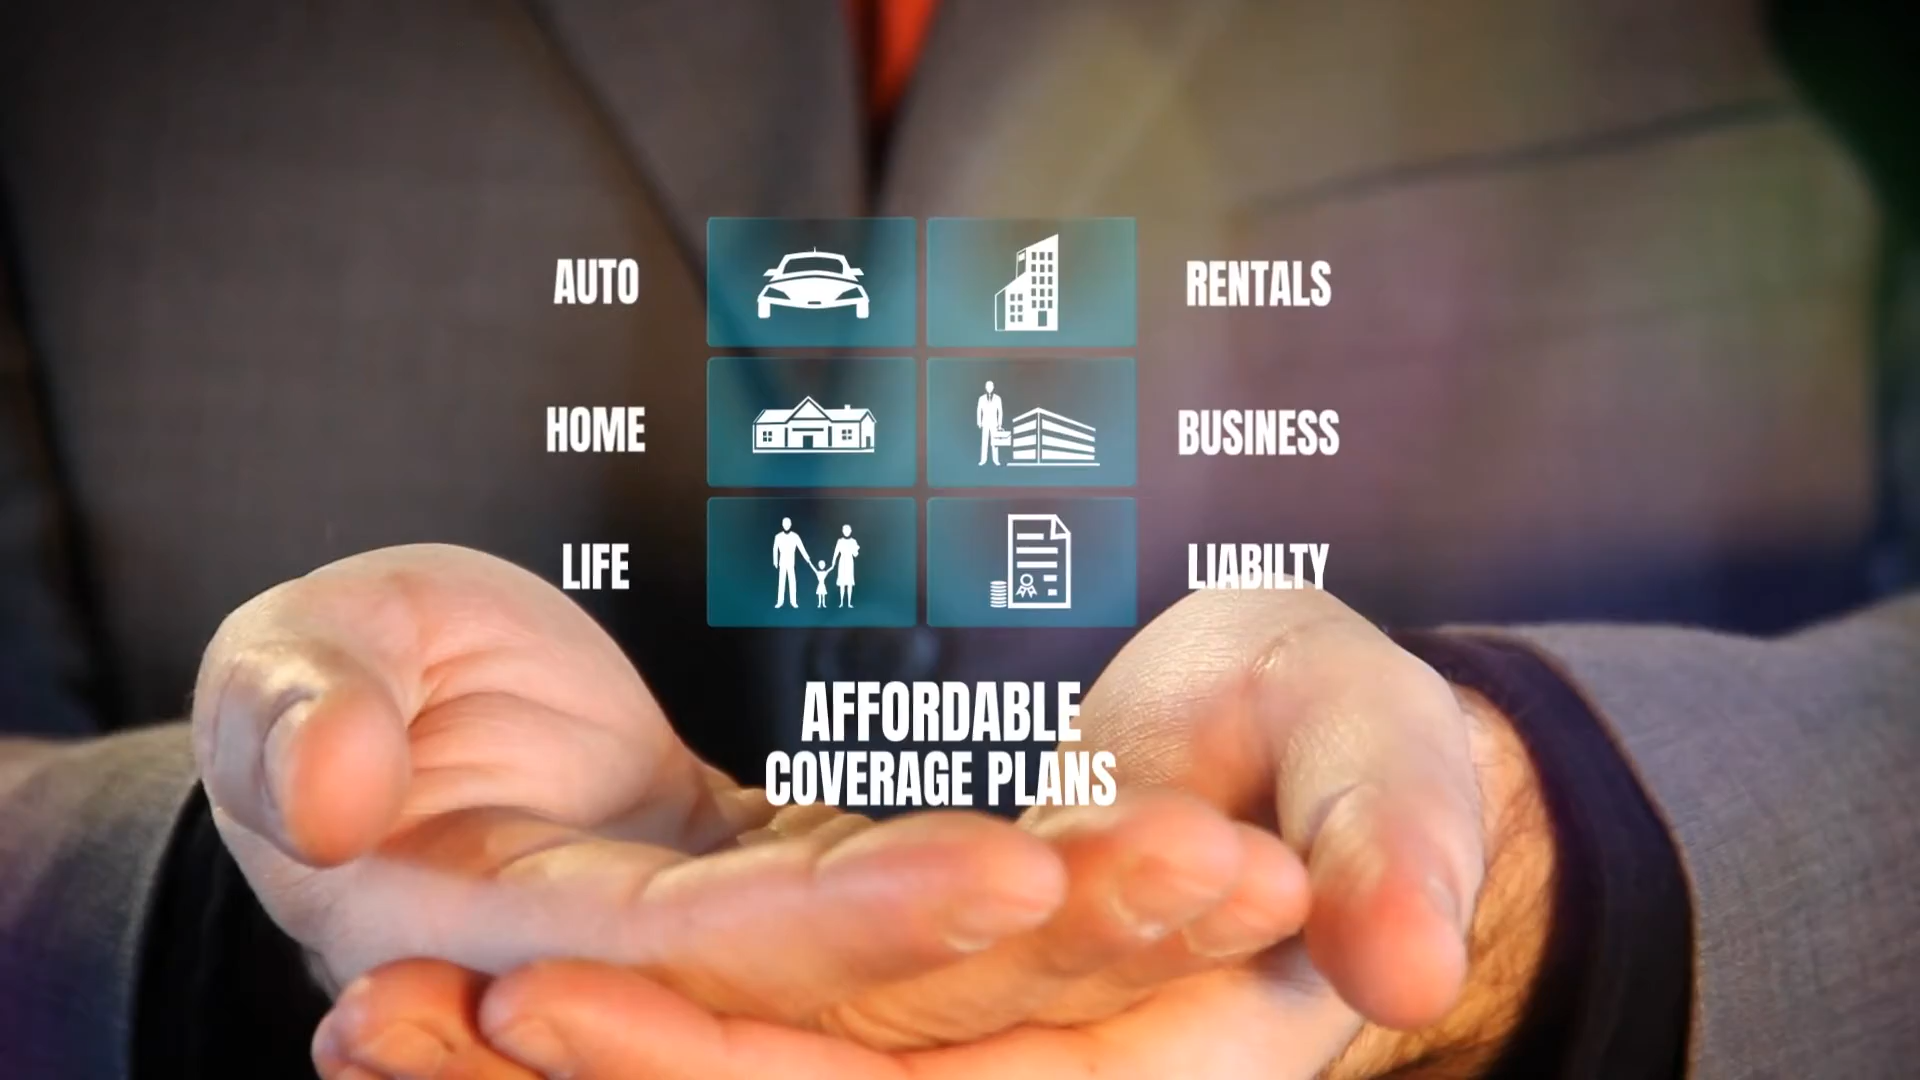 AUTO
RENTALS
HOME
BUSINESS
LIFE
LIABILTY
AFFORDABLE
COVERAGE PLANS